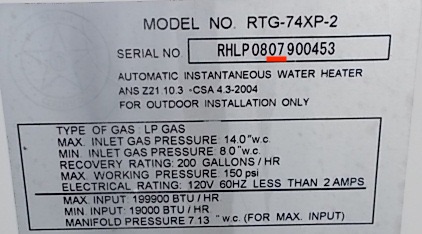 MODEL NO. RTG-74XP-2
SERIAL NO. RHLP0807900453
AUTOMATIC INSTANTANEOUS WATER HEATER
ANS Z21.10.3 -CSA 4.3-2004
FOR OUTDOOR INSTALLATION ONLY
TYPE OF GAS: LP GAS
MAX. INLET GAS PRESSURE: 14.0"w.c.
MIN. INLET GAS PRESSURE: 8.0"w.c.
RECOVERY RATING: 200 GALLONS / HR
MAX. WORKING PRESSURE: 150 psi
ELECTRICAL RATING: 120V 60HZ LESS THAN 2 AMPS
MAX. INPUT: 199900 BTU / HR
MIN. INPUT: 19000 BTU / HR
MANIFOLD PRESSURE 7.13 "w.c. (FOR MAX. INPUT)